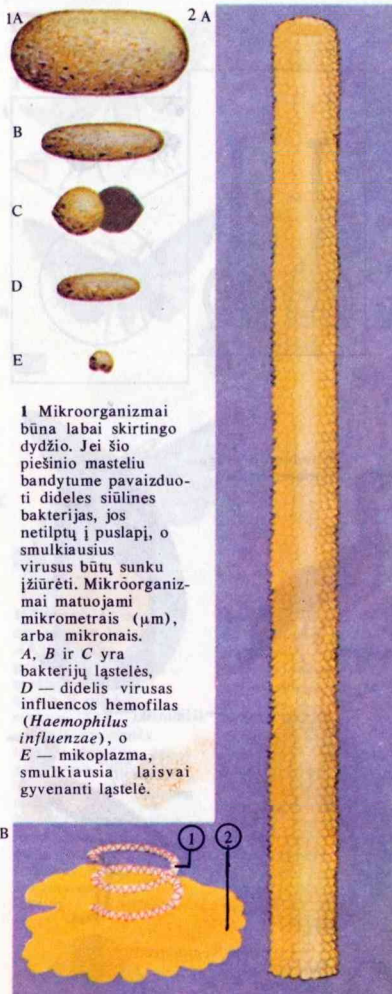 1A
2 A
B
C
D
E
1 Mikroorganizmai
būna labai skirtingo
dydžio. Jei šio
piešinio masteliu
bandytume pavaizduo-
ti dideles siūlines
bakterijas, jos
netilptų į puslapį, o
smulkiausius
virusus būtų sunku
įžiūrėti. Mikroorganiz-
mai matuojami
mikrometrais (µm),
arba mikronais.
A, B ir C yra
bakterijų ląstelės,
D — didelis virusas
influencos hemofilas
(Haemophilus
influenzae), o
E — mikoplazma,
smulkiausia laisvai
gyvenanti ląstelė.
B
1
2